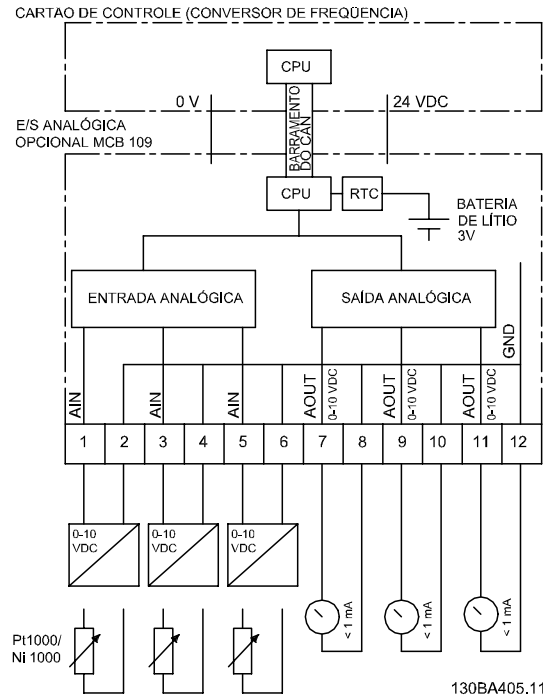 CARTAO DE CONTROLE (CONVERSOR DE FREQÜENCIA)
CPU
0 V
24 VDC
BARRAMENTO
DO CAN
E/S ANALÓGICA
OPCIONAL MCB 109
CPU
RTC
BATERIA
DE LÍTIO
3V
ENTRADA ANALÓGICA
SAÍDA ANALÓGICA
AIN
AIN
AIN
AOUT
0-10 VDC
AOUT
0-10 VDC
AOUT
0-10 VDC
GND
1 2 3 4 5 6 7 8 9 10 11 12
0-10
VDC
0-10
VDC
0-10
VDC
< 1 mA
< 1 mA
< 1 mA
Pt1000/
Ni 1000
130BA405.11